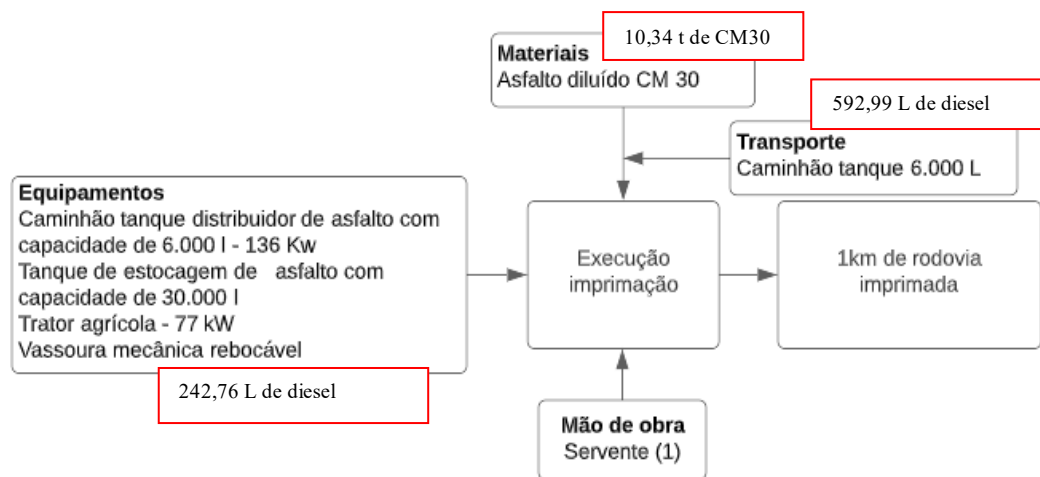 10,34 t de CM30
Materiais
Asfalto diluído CM 30
592,99 L de diesel
Transporte
Caminhão tanque 6.000 L
Equipamentos
Caminhão tanque distribuidor de asfalto com
capacidade de 6.000 l - 136 Kw
Tanque de estocagem de asfalto com
capacidade de 30.000 l
Trator agrícola - 77 kW
Vassoura mecânica rebocável
242,76 L de diesel
Execução
imprimação
1km de rodovia
imprimada
Mão de obra
Servente (1)